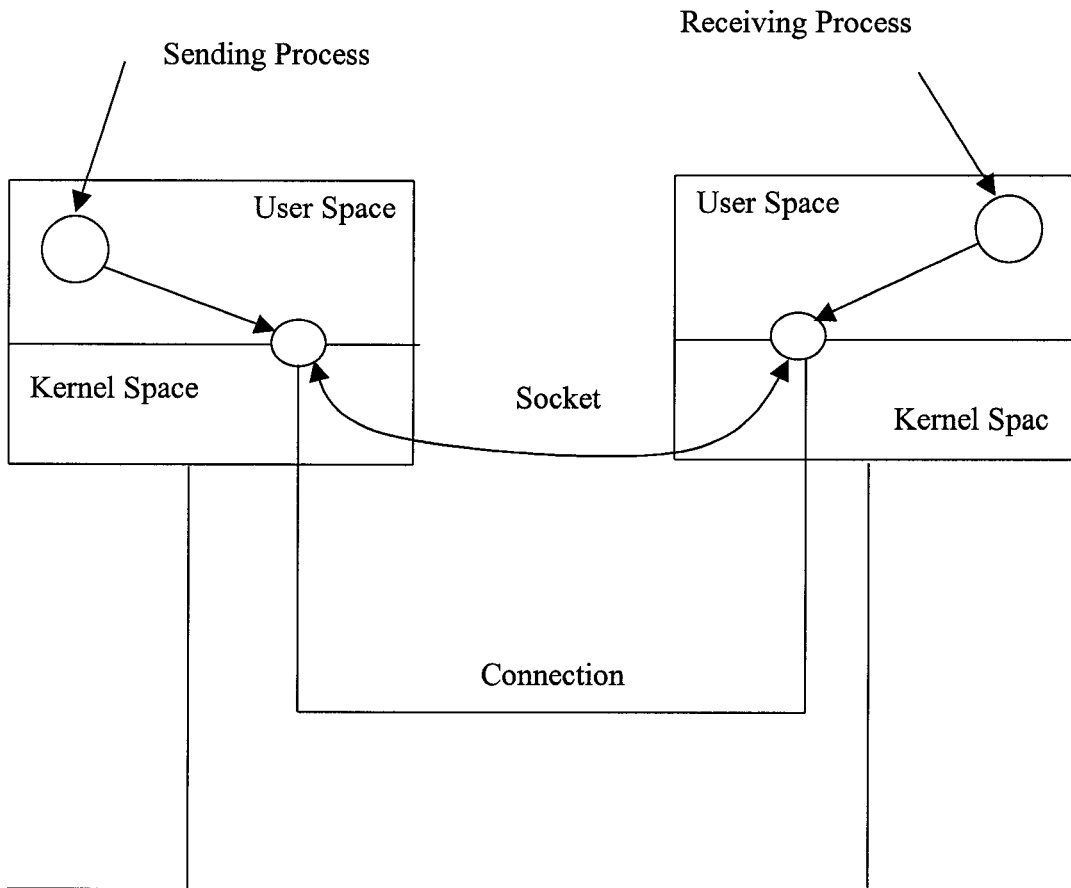 Receiving Process
Sending Process
User Space
User Space
Kernel Space
Socket
Kernel Spac
Connection